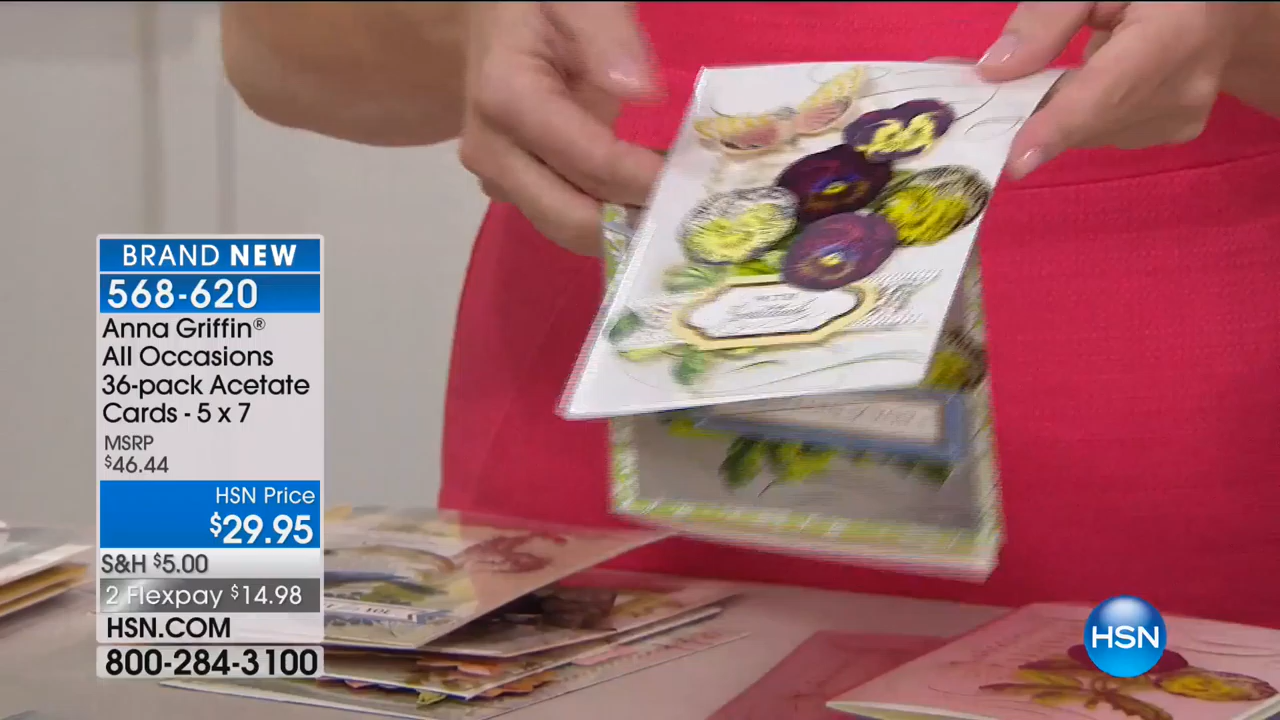 BRAND NEW
568-620
Anna Griffin®
All Occasions
36-pack Acetate
Cards - 5 x 7
MSRP
$46.44
HSN Price
$29.95
S&H $5.00
2 Flexpay $14.98
HSN.COM
800-284-3100
HSN